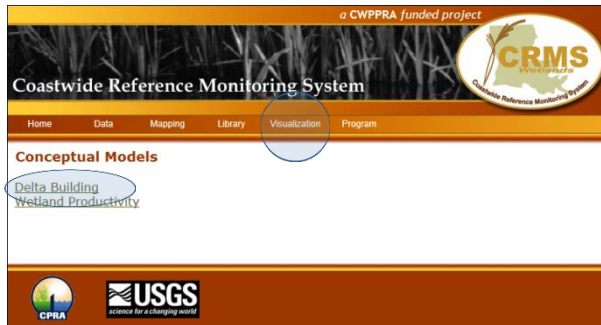 a CWPPRA funded project
CRMS
Wetlands
Coastwide Reference Monitoring System
Coastwide Reference Monitoring System
Home Data Mapping Library Visualization Program
Conceptual Models
Delta Building
Wetland Productivity
CPRA
USGS
science for a changing world